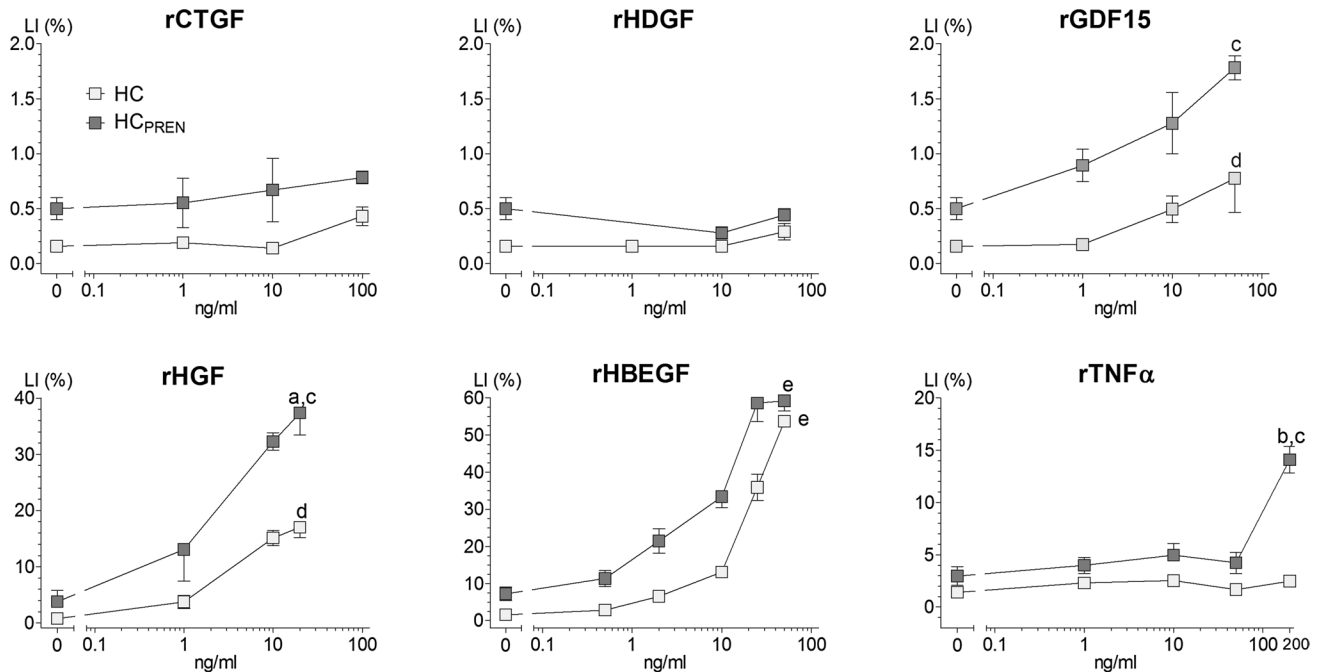 LI (%) rCTGF
2.0
1.5
1.0
0.5
0.0
HC
HC_PREN
0 0.1 1 10 100
ng/ml
LI (%) rHDGF
2.0
1.5
1.0
0.5
0.0
0 0.1 1 10 100
ng/ml
LI (%) rGDF15
2.0
1.5
1.0
0.5
0.0
c
d
0 0.1 1 10 100
ng/ml
LI (%) rHGF
40
30
20
10
0
a,c
d
0 0.1 1 10 100
ng/ml
LI (%) rHBEGF
60
50
40
30
20
10
0
e
e
0 0.1 1 10 100
ng/ml
LI (%) rTNFα
20
15
10
5
0
b,c
0 0.1 1 10 100 200
ng/ml